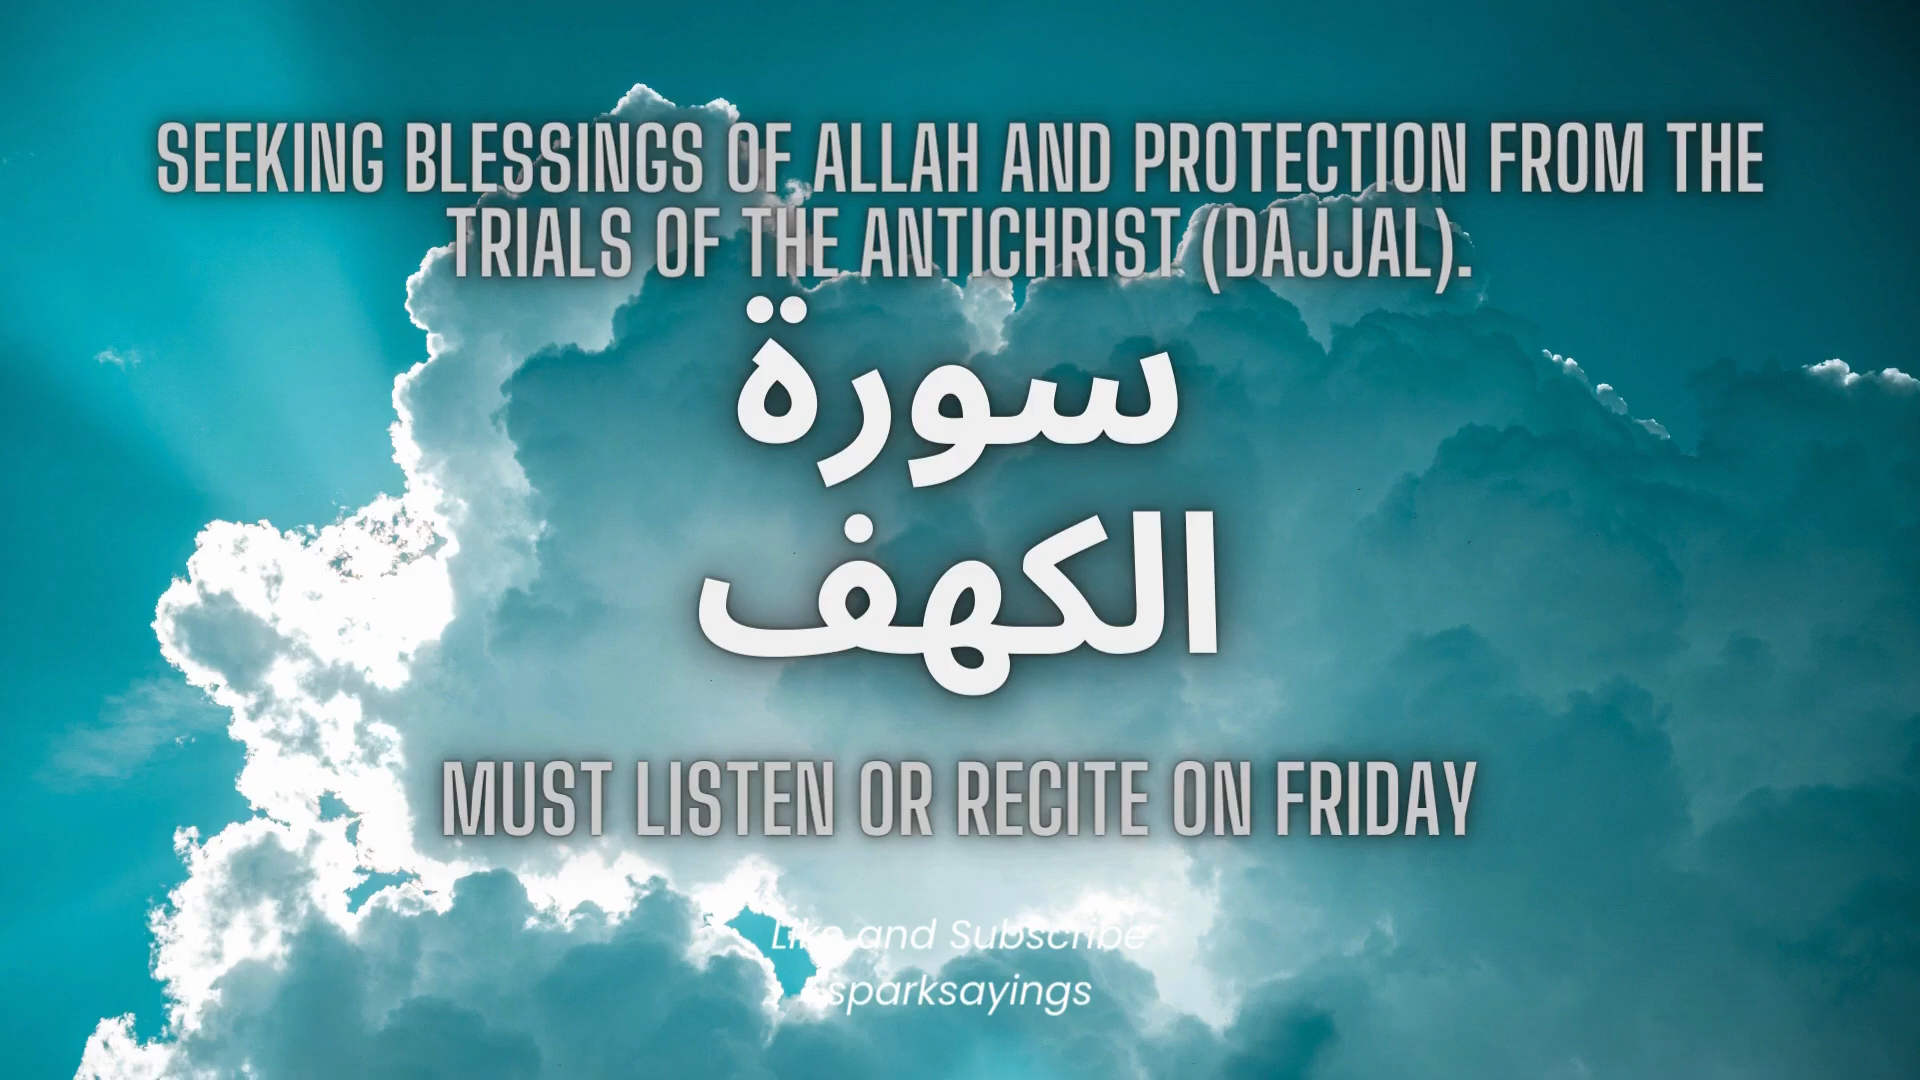 SEEKING BLESSINGS OF ALLAH AND PROTECTION FROM THE
TRIALS OF THE ANTICHRIST (DAJJAL).
سورة
الكهف
MUST LISTEN OR RECITE ON FRIDAY
Like and Subscribe
sparksayings